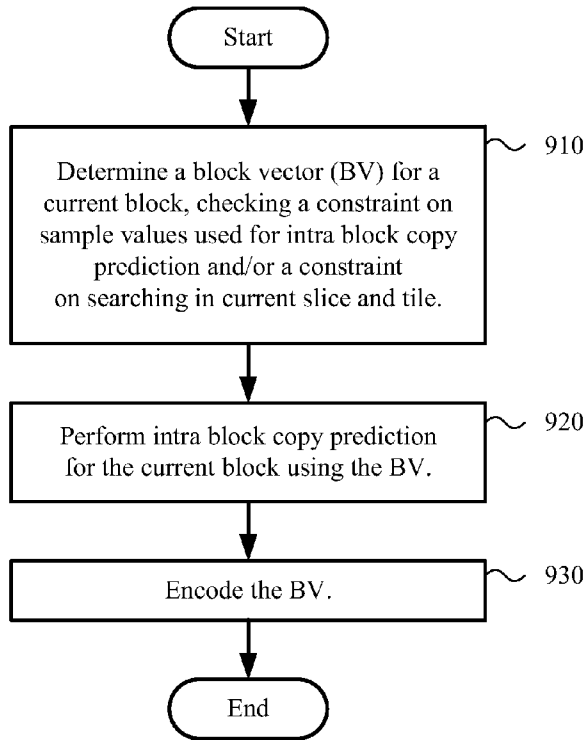 Start
910
Determine a block vector (BV) for a
current block, checking a constraint on
sample values used for intra block copy
prediction and/or a constraint
on searching in current slice and tile.
920
Perform intra block copy prediction
for the current block using the BV.
930
Encode the BV.
End